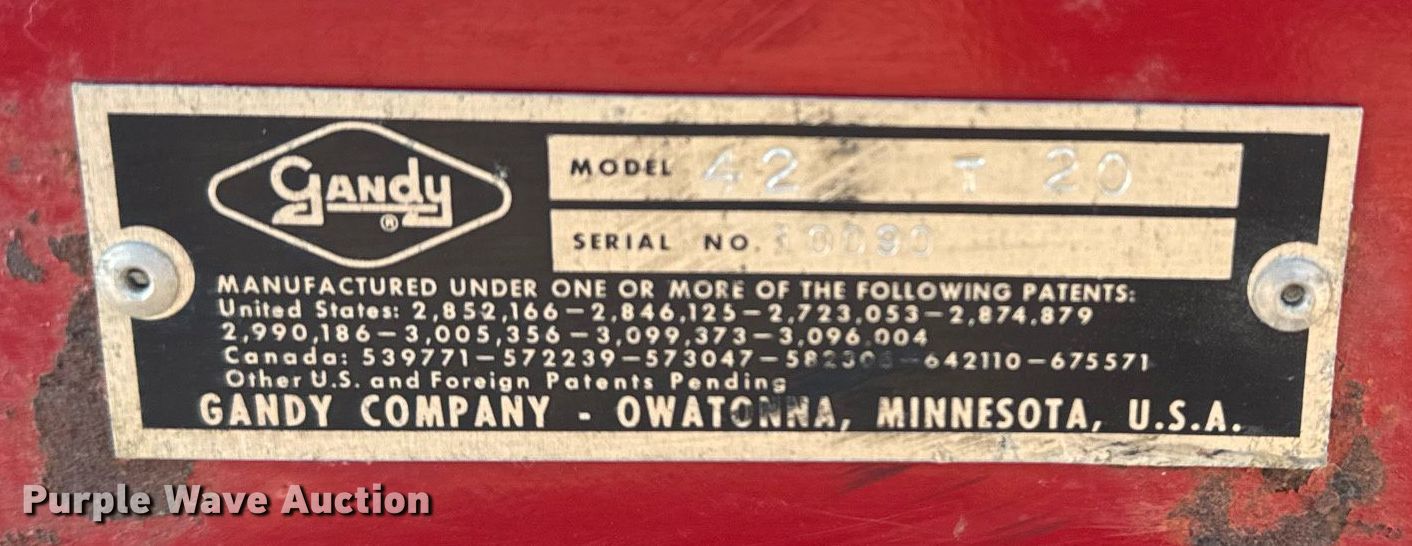 Gandy
®
MODEL 42 T 20
SERIAL NO.
MANUFACTURED UNDER ONE OR MORE OF THE FOLLOWING PATENTS:
United States: 2,852,166–2,846,125–2,723,053–2,874,879
2,990,186–3,005,356–3,099,373–3,096,004
Canada: 539771–572239–573047–582306–642110–675571
Other U.S. and Foreign Patents Pending
GANDY COMPANY - OWATONNA, MINNESOTA, U.S.A.
Purple Wave Auction